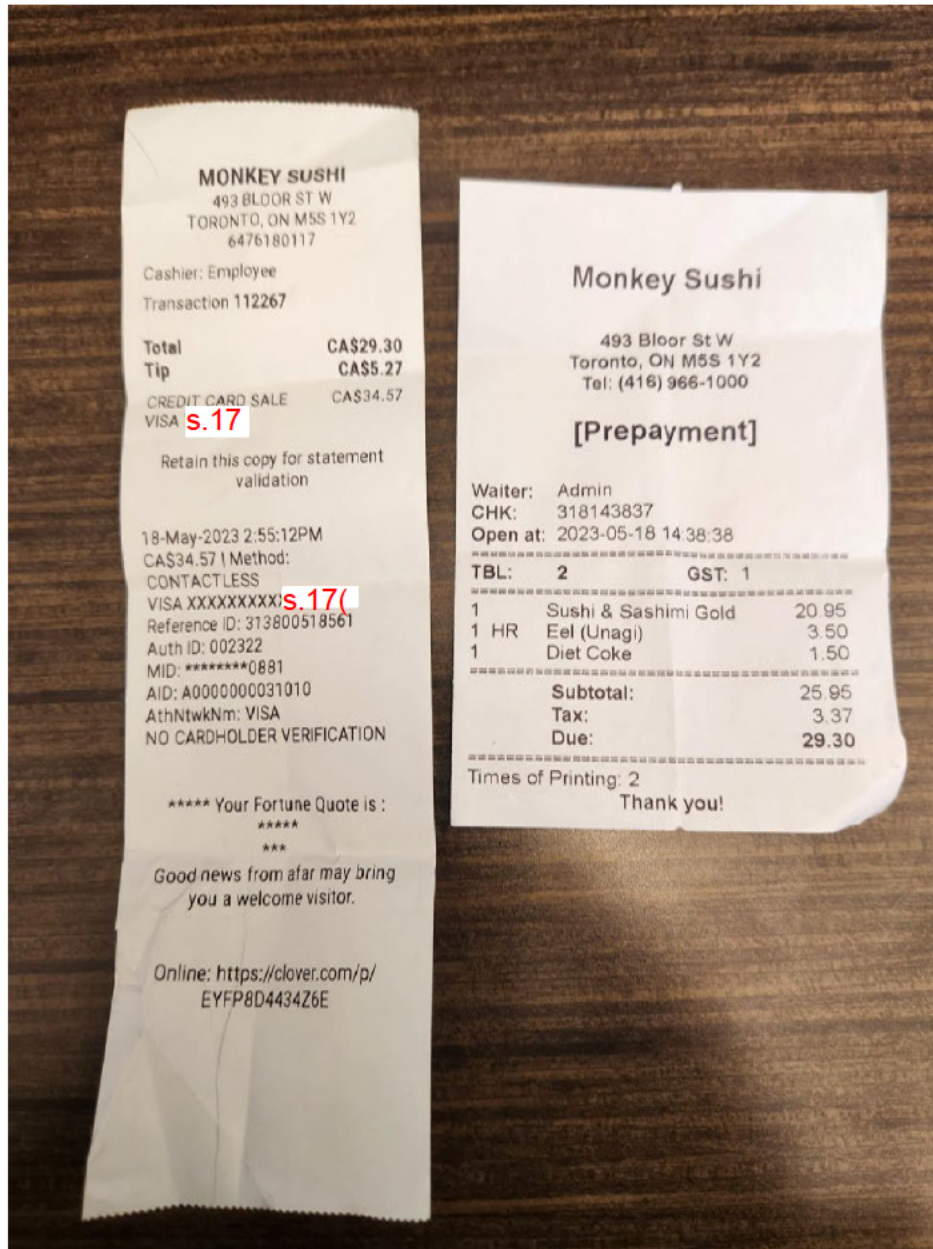 MONKEY SUSHI
493 BLOOR ST W
TORONTO, ON M5S 1Y2
6476180117
Cashier: Employee
Transaction 112267
Total CA$29.30
Tip CA$5.27
CREDIT CARD SALE CA$34.57
VISA s.17
Retain this copy for statement
validation
18-May-2023 2:55:12PM
CA$34.57 | Method:
CONTACTLESS
VISA XXXXXXXXXX s.17(
Reference ID: 313800518561
Auth ID: 002322
MID: ********0881
AID: A0000000031010
AthNtwkNm: VISA
NO CARDHOLDER VERIFICATION
***** Your Fortune Quote is :
*****
***
Good news from afar may bring
you a welcome visitor.
Online: https://clover.com/p/
EYFP8D4434Z6E
Monkey Sushi
493 Bloor St W
Toronto, ON M5S 1Y2
Tel: (416) 966-1000
[Prepayment]
Waiter: Admin
CHK: 318143837
Open at: 2023-05-18 14:38:38
TBL: 2 GST: 1
1 Sushi & Sashimi Gold 20.95
1 HR Eel (Unagi) 3.50
1 Diet Coke 1.50
Subtotal: 25.95
Tax: 3.37
Due: 29.30
Times of Printing: 2
Thank you!